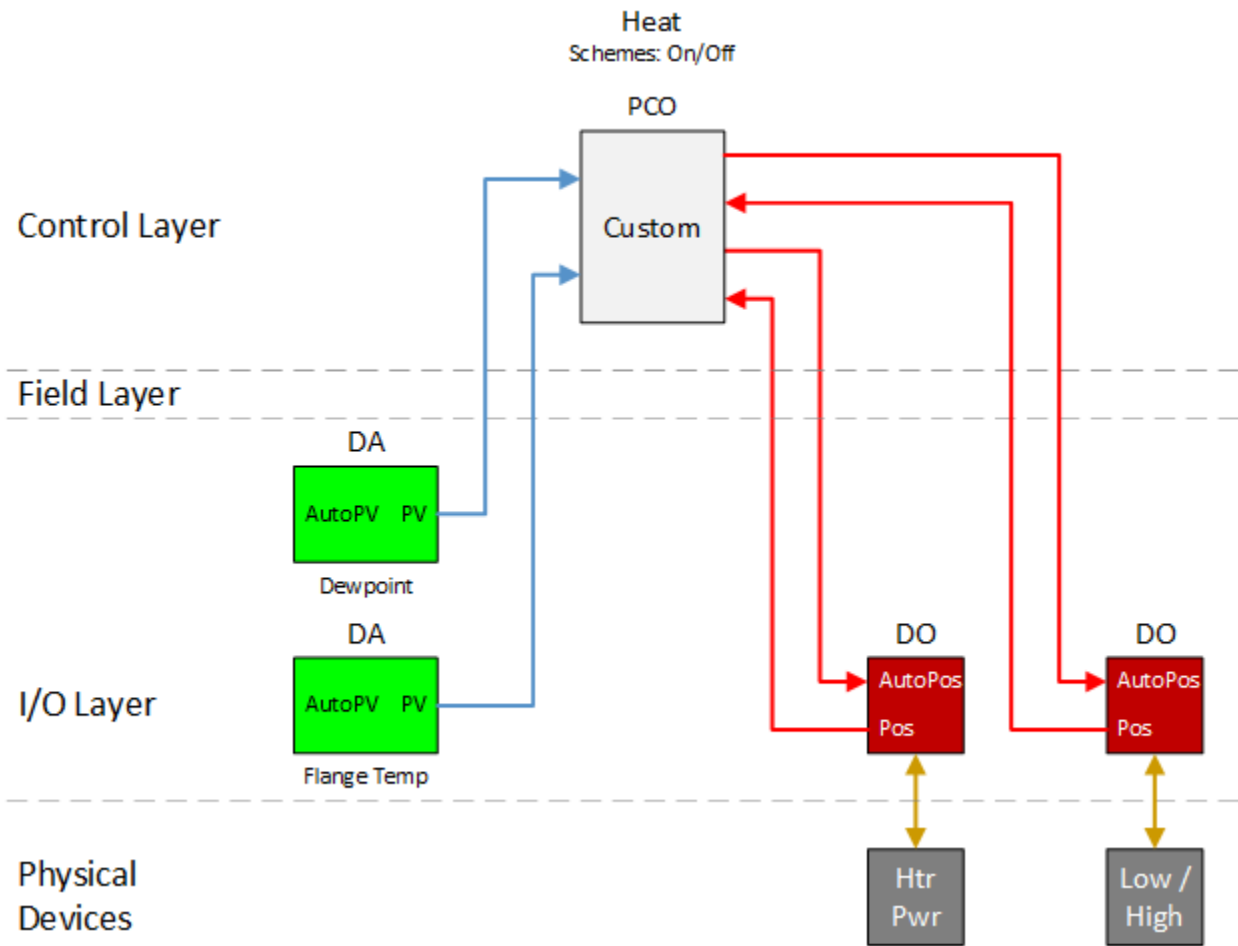 Heat
Schemes: On/Off
PCO
Control Layer
Custom
Field Layer
DA
AutoPV PV
Dewpoint
DA
DO
DO
I/O Layer
AutoPV PV
AutoPos
AutoPos
Pos
Pos
Flange Temp
Physical
Devices
Htr
Pwr
Low /
High